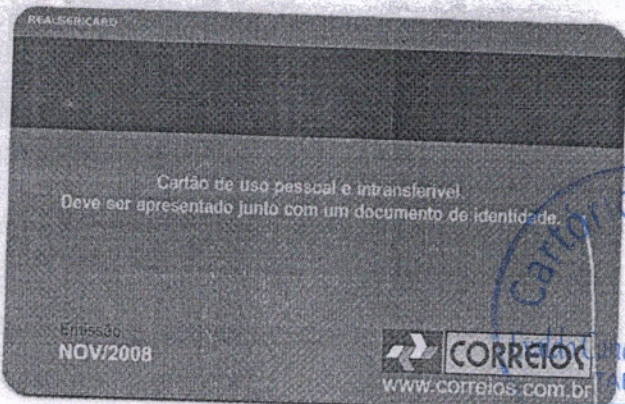 REALSERICARD
Cartão de uso pessoal e intransferível
Deve ser apresentado junto com um documento de identidade.
Emissão
NOV/2008
CORREIOS
www.correios.com.br
Cartório